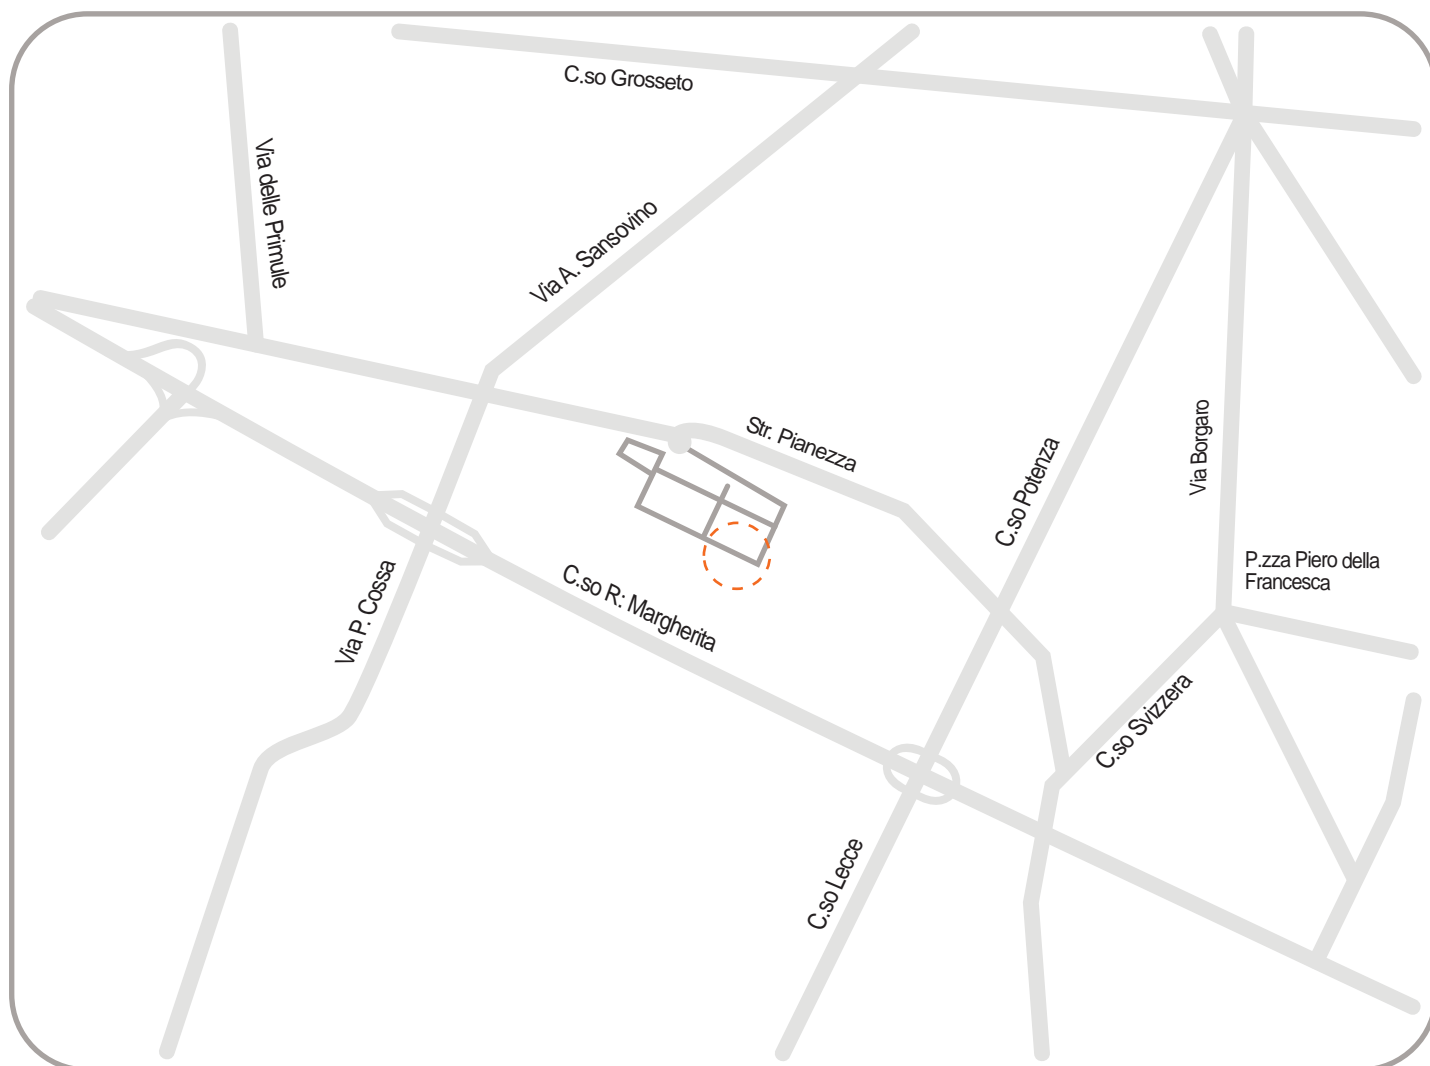 C.so Grosseto
Via delle Primule
Via A. Sansovino
Str. Pianezza
C.so Potenza
Via Borgaro
P.zza Piero della
Francesca
C.so R: Margherita
Via P. Cossa
C.so Svizzera
C.so Lecce